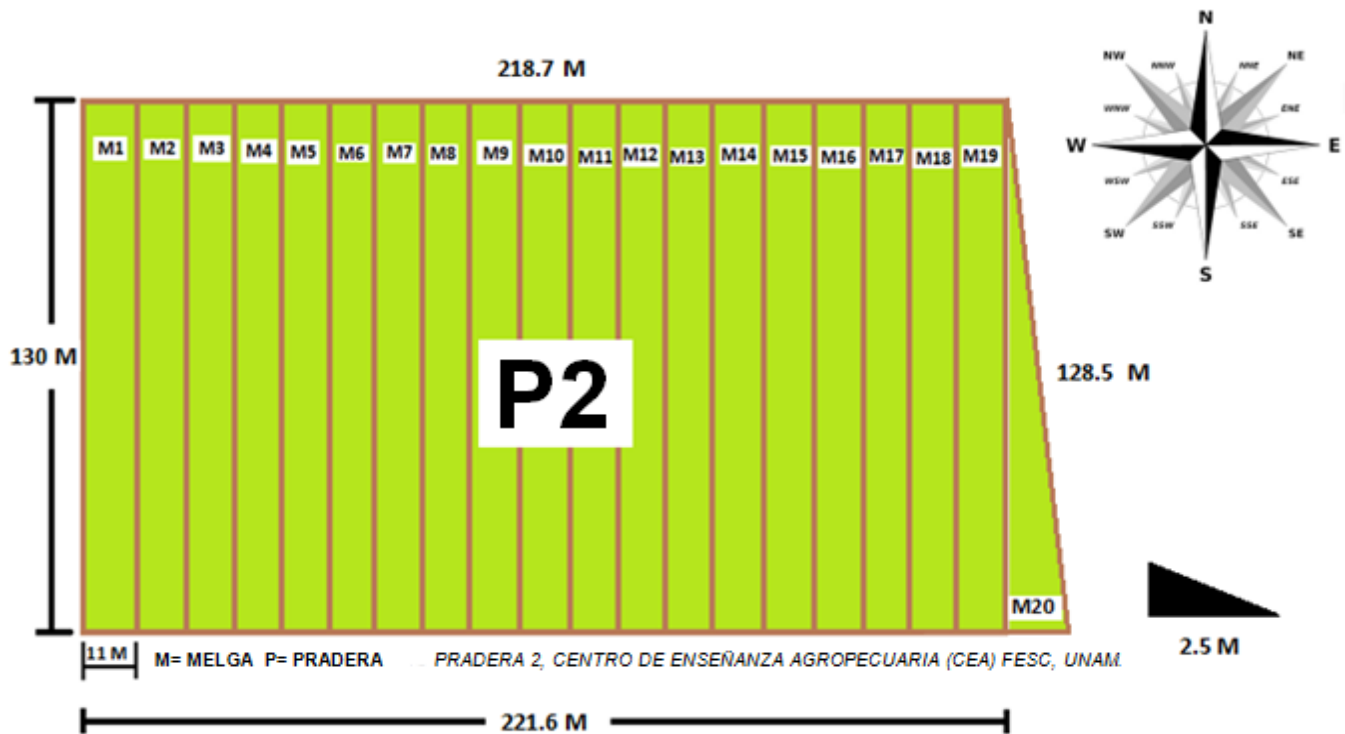 218.7 M
N
NW
NNW
NNE
NE
WNW
ENE
W
E
WSW
ESE
SW
SSW
SSE
SE
S
M1 M2 M3 M4 M5 M6 M7 M8 M9 M10 M11 M12 M13 M14 M15 M16 M17 M18 M19
130 M
P2
128.5 M
M20
2.5 M
11 M
M= MELGA P= PRADERA
PRADERA 2, CENTRO DE ENSEÑANZA AGROPECUARIA (CEA) FESC, UNAM.
221.6 M